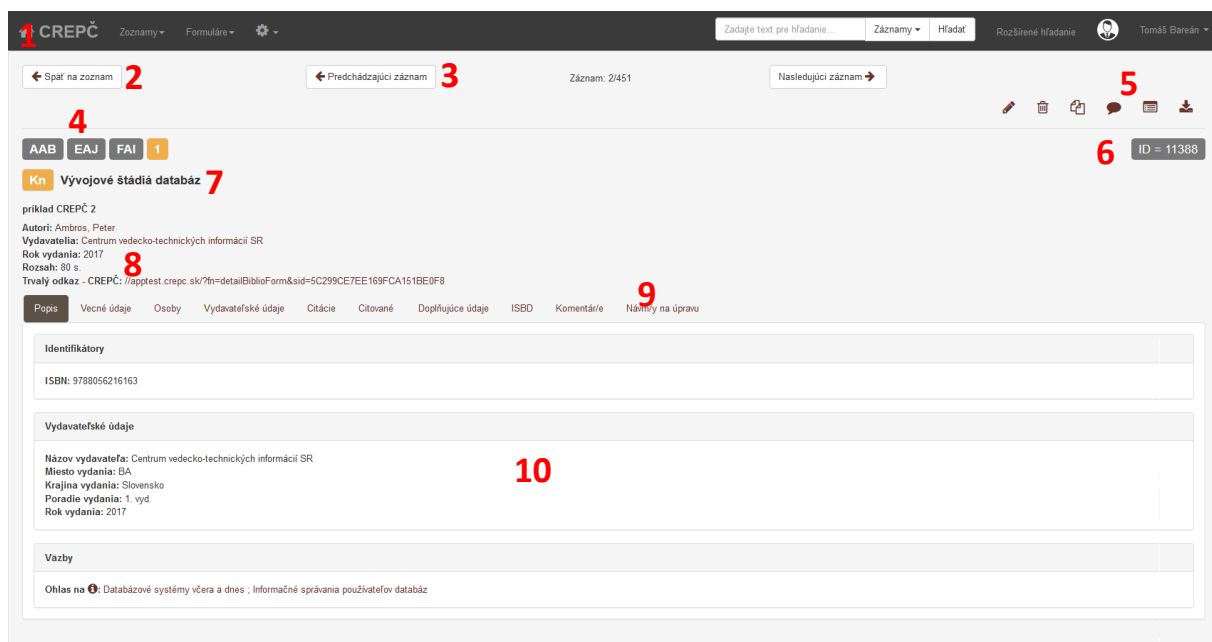 1 CREPČ Zoznamy Formuláre Zadajte text pre hľadanie... Záznamy Hľadať Rozšírené hľadanie Tomáš Bareán
Späť na zoznam 2 Predchádzajúci záznam 3 Záznam: 2/451 Nasledujúci záznam
5
4
AAB EAJ FAI 1 6 ID = 11388
Kn Vývojové štádiá databáz 7
príklad CREPČ 2
Autori: Ambros, Peter
Vydavatelia: Centrum vedecko-technických informácií SR
Rok vydania: 2017
Rozsah: 80 s. 8
Trvalý odkaz - CREPČ: //apptest.crepc.sk/?fn=detailBiblioForm&sid=5C299CE7EE169FCA151BE0F8
9
Popis Vecné údaje Osoby Vydavateľské údaje Citácie Citované Doplňujúce údaje ISBD Komentár/e Návrh/y na úpravu
Identifikátory
ISBN: 9788056216163
Vydavateľské údaje
Názov vydavateľa: Centrum vedecko-technických informácií SR
10
Miesto vydania: BA
Krajina vydania: Slovensko
Poradie vydania: 1. vyd.
Rok vydania: 2017
Väzby
Ohlas na : Databázové systémy včera a dnes ; Informačné správania používateľov databáz